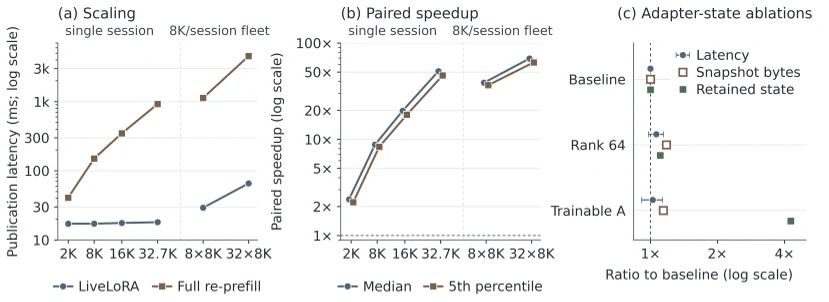 (a) Scaling
single session
8K/session fleet
Publication latency (ms; log scale)
3k
1k
300
100
30
10
2K
8K
16K
32.7K
8×8K
32×8K
LiveLoRA
Full re-prefill
(b) Paired speedup
single session
8K/session fleet
Paired speedup (log scale)
100×
50×
20×
10×
5×
2×
1×
2K
8K
16K
32.7K
8×8K
32×8K
Median
5th percentile
(c) Adapter-state ablations
Latency
Snapshot bytes
Retained state
Baseline
Rank 64
Trainable A
1×
2×
4×
Ratio to baseline (log scale)